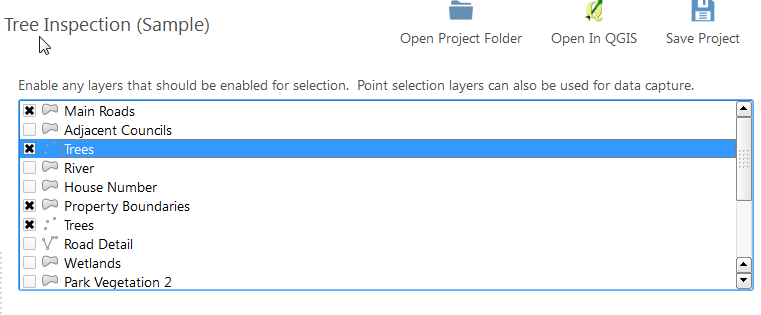 Tree Inspection (Sample)
Open Project Folder
Open In QGIS
Save Project
Enable any layers that should be enabled for selection. Point selection layers can also be used for data capture.
Main Roads
Adjacent Councils
Trees
River
House Number
Property Boundaries
Trees
Road Detail
Wetlands
Park Vegetation 2